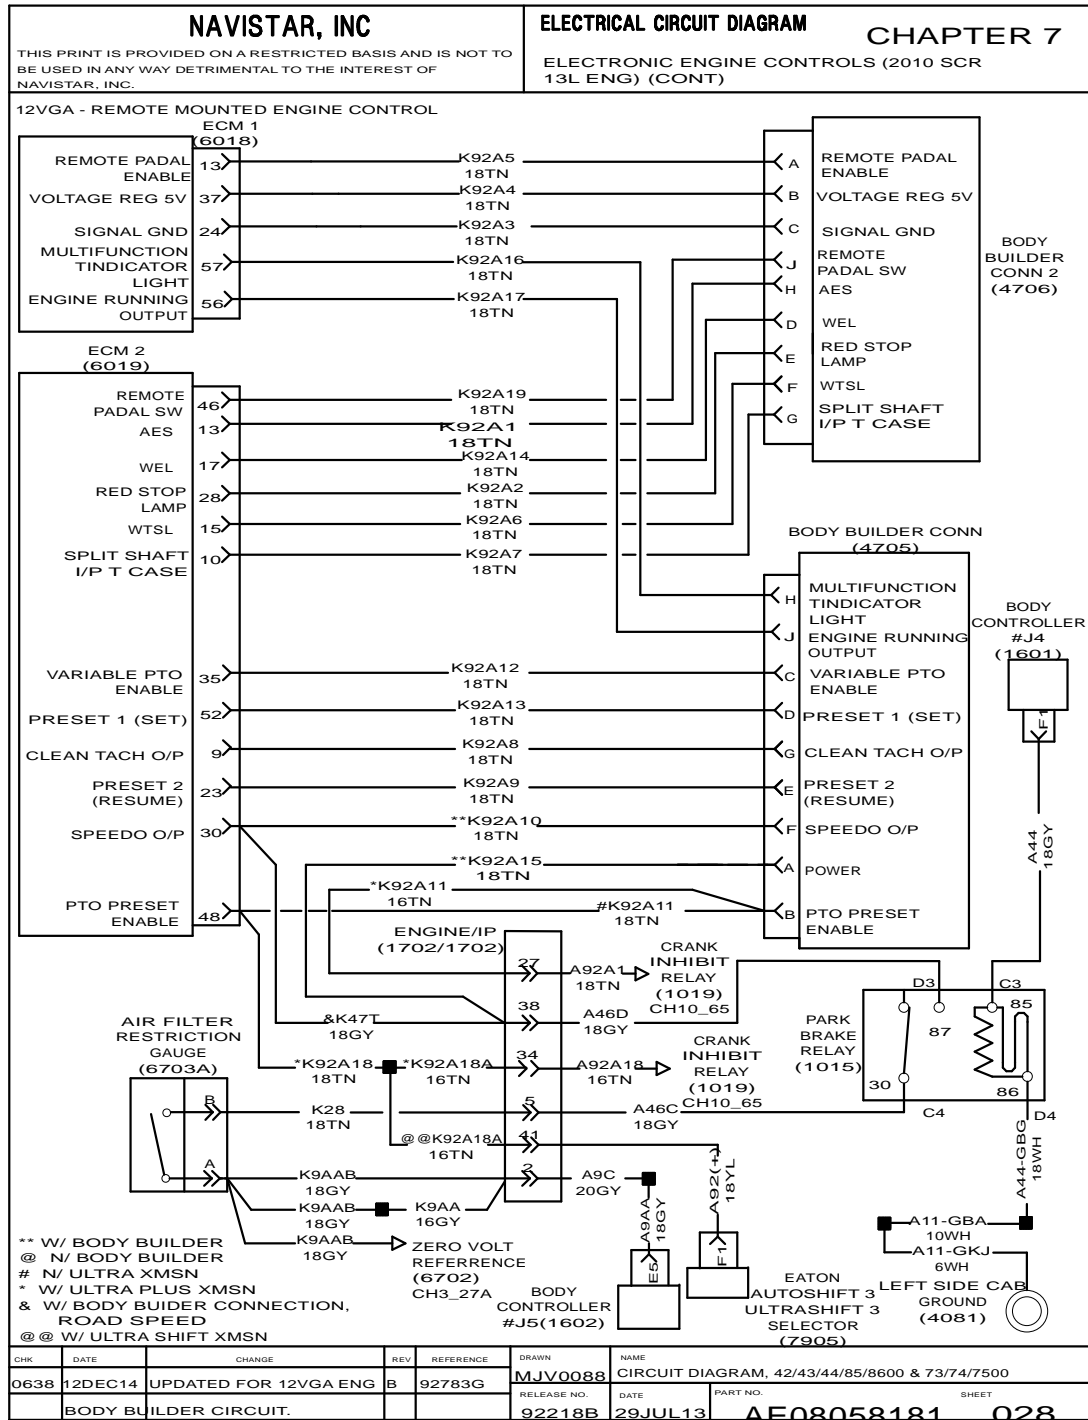 NAVISTAR, INC
THIS PRINT IS PROVIDED ON A RESTRICTED BASIS AND IS NOT TO
BE USED IN ANY WAY DETRIMENTAL TO THE INTEREST OF
NAVISTAR, INC.
ELECTRICAL CIRCUIT DIAGRAM
CHAPTER 7
ELECTRONIC ENGINE CONTROLS (2010 SCR
13L ENG) (CONT)
12VGA - REMOTE MOUNTED ENGINE CONTROL
ECM 1
(6018)
REMOTE PADAL
ENABLE
13
VOLTAGE REG 5V
37
SIGNAL GND
24
MULTIFUNCTION
TINDICATOR
LIGHT
57
ENGINE RUNNING
OUTPUT
56
K92A5
18TN
K92A4
18TN
K92A3
18TN
K92A16
18TN
K92A17
18TN
A
REMOTE PADAL
ENABLE
B
VOLTAGE REG 5V
C
SIGNAL GND
J
REMOTE
PADAL SW
H
AES
D
WEL
E
RED STOP
LAMP
F
WTSL
G
SPLIT SHAFT
I/P T CASE
BODY
BUILDER
CONN 2
(4706)
ECM 2
(6019)
REMOTE
PADAL SW
46
AES
13
WEL
17
RED STOP
LAMP
28
WTSL
15
SPLIT SHAFT
I/P T CASE
10
VARIABLE PTO
ENABLE
35
PRESET 1 (SET)
52
CLEAN TACH O/P
9
PRESET 2
(RESUME)
23
SPEEDO O/P
30
PTO PRESET
ENABLE
48
K92A19
18TN
K92A1
18TN
K92A14
18TN
K92A2
18TN
K92A6
18TN
K92A7
18TN
K92A12
18TN
K92A13
18TN
K92A8
18TN
K92A9
18TN
**K92A10
18TN
**K92A15
18TN
*K92A11
16TN
#K92A11
18TN
BODY BUILDER CONN
(4705)
H
MULTIFUNCTION
TINDICATOR
LIGHT
J
ENGINE RUNNING
OUTPUT
C
VARIABLE PTO
ENABLE
D
PRESET 1 (SET)
G
CLEAN TACH O/P
E
PRESET 2
(RESUME)
F
SPEEDO O/P
A
POWER
B
PTO PRESET
ENABLE
BODY
CONTROLLER
#J4
(1601)
F1
A44
18GY
ENGINE/IP
(1702/1702)
27
38
34
5
41
2
A92A1
18TN
CRANK
INHIBIT
RELAY
(1019)
CH10_65
&K47T
18GY
A46D
18GY
*K92A18
18TN
*K92A18A
16TN
A92A18
16TN
CRANK
INHIBIT
RELAY
(1019)
CH10_65
D3
C3
87
85
PARK
BRAKE
RELAY
(1015)
30
86
C4
D4
AIR FILTER
RESTRICTION
GAUGE
(6703A)
B
A
K28
18TN
A46C
18GY
@@K92A18A
16TN
K9AAB
18GY
K9AAB
18GY
K9AA
16GY
K9AAB
18GY
ZERO VOLT
REFERRENCE
(6702)
CH3_27A
A9C
20GY
A9AA
18GY
E5
BODY
CONTROLLER
#J5(1602)
A92(+)
18YL
F1
EATON
AUTOSHIFT 3
ULTRASHIFT 3
SELECTOR
(7905)
A44-GBG
18WH
A11-GBA
10WH
A11-GKJ
6WH
LEFT SIDE CAB
GROUND
(4081)
** W/ BODY BUILDER
@ N/ BODY BUILDER
# N/ ULTRA XMSN
* W/ ULTRA PLUS XMSN
& W/ BODY BUIDER CONNECTION,
ROAD SPEED
@@ W/ ULTRA SHIFT XMSN
CHK DATE CHANGE REV REFERENCE
0638 12DEC14 UPDATED FOR 12VGA ENG B 92783G
BODY BUILDER CIRCUIT.
DRAWN
MJV0088
NAME
CIRCUIT DIAGRAM, 42/43/44/85/8600 & 73/74/7500
RELEASE NO.
92218B
DATE
29JUL13
PART NO.
AE08058181
SHEET
028